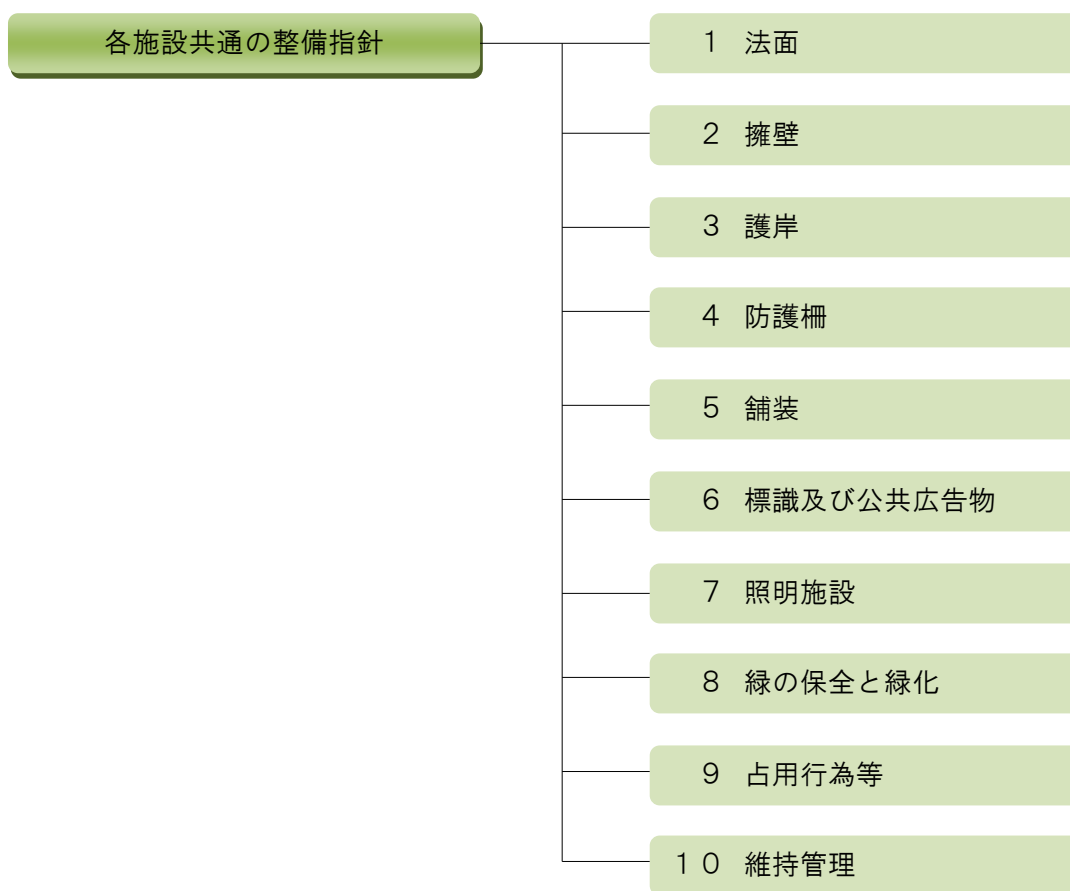 各施設共通の整備指針
１ 法面
２ 擁壁
３ 護岸
４ 防護柵
５ 舗装
６ 標識及び公共広告物
７ 照明施設
８ 緑の保全と緑化
９ 占用行為等
１０ 維持管理